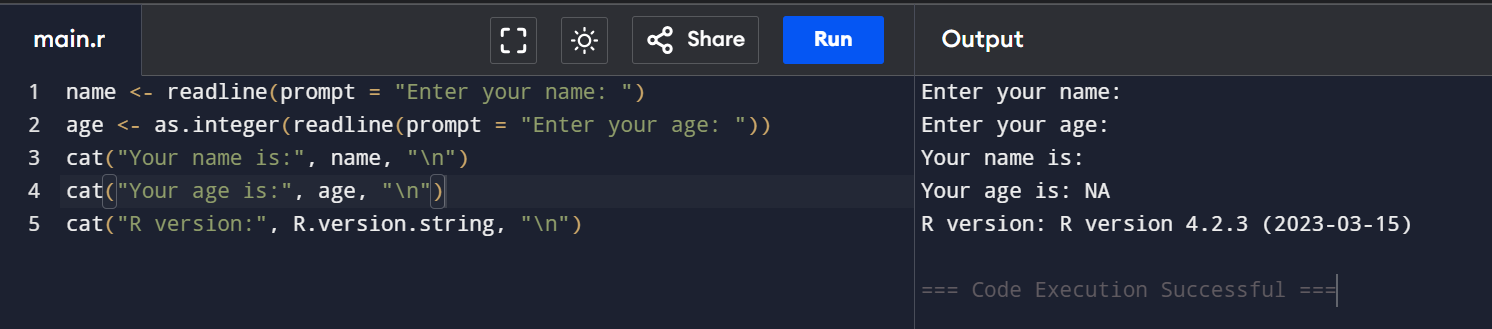 main.r
Share
Run
Output
1 name <- readline(prompt = "Enter your name: ")
2 age <- as.integer(readline(prompt = "Enter your age: "))
3 cat("Your name is:", name, "\n")
4 cat("Your age is:", age, "\n")
5 cat("R version:", R.version.string, "\n")
Enter your name:
Enter your age:
Your name is:
Your age is: NA
R version: R version 4.2.3 (2023-03-15)
=== Code Execution Successful ===